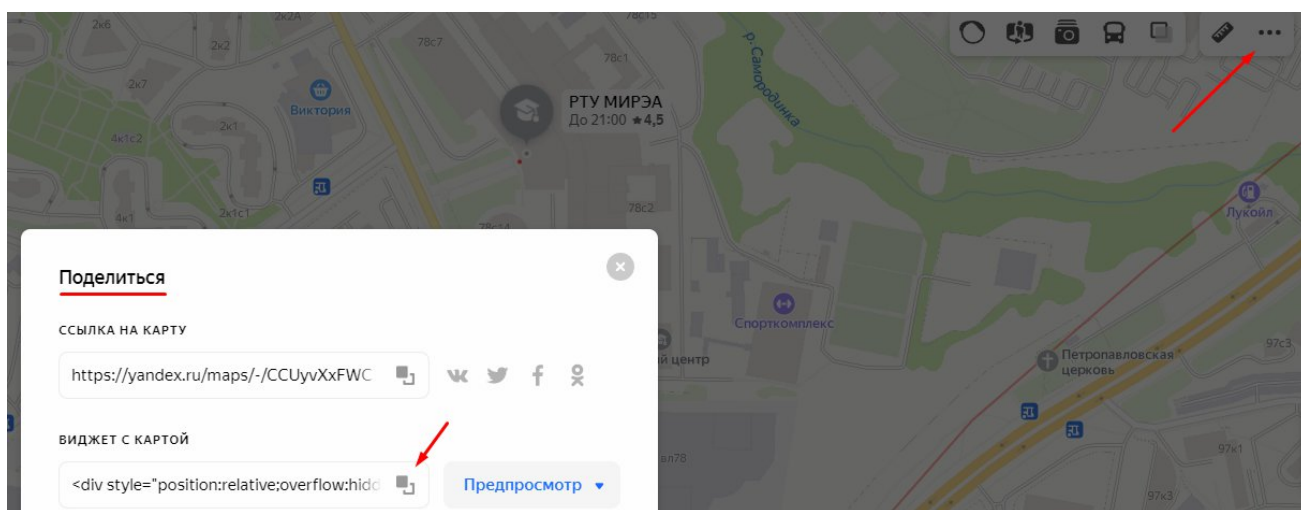 2к6
2к2А
78с15
2к2
78с7
78с1
р. Самородинка
2к7
Виктория
РТУ МИРЭА
До 21:00 ★4,5
2к1
4к1с2
4к1
2к1с1
78с2
78с14
Лукойл
Поделиться
Спорткомплекс
ССЫЛКА НА КАРТУ
й центр
Петропавловская
церковь
97с3
https://yandex.ru/maps/-/CCUyvXxFWC
ВИДЖЕТ С КАРТОЙ
вл78
97к1
<div style="position:relative;overflow:hidd
Предпросмотр
97к3